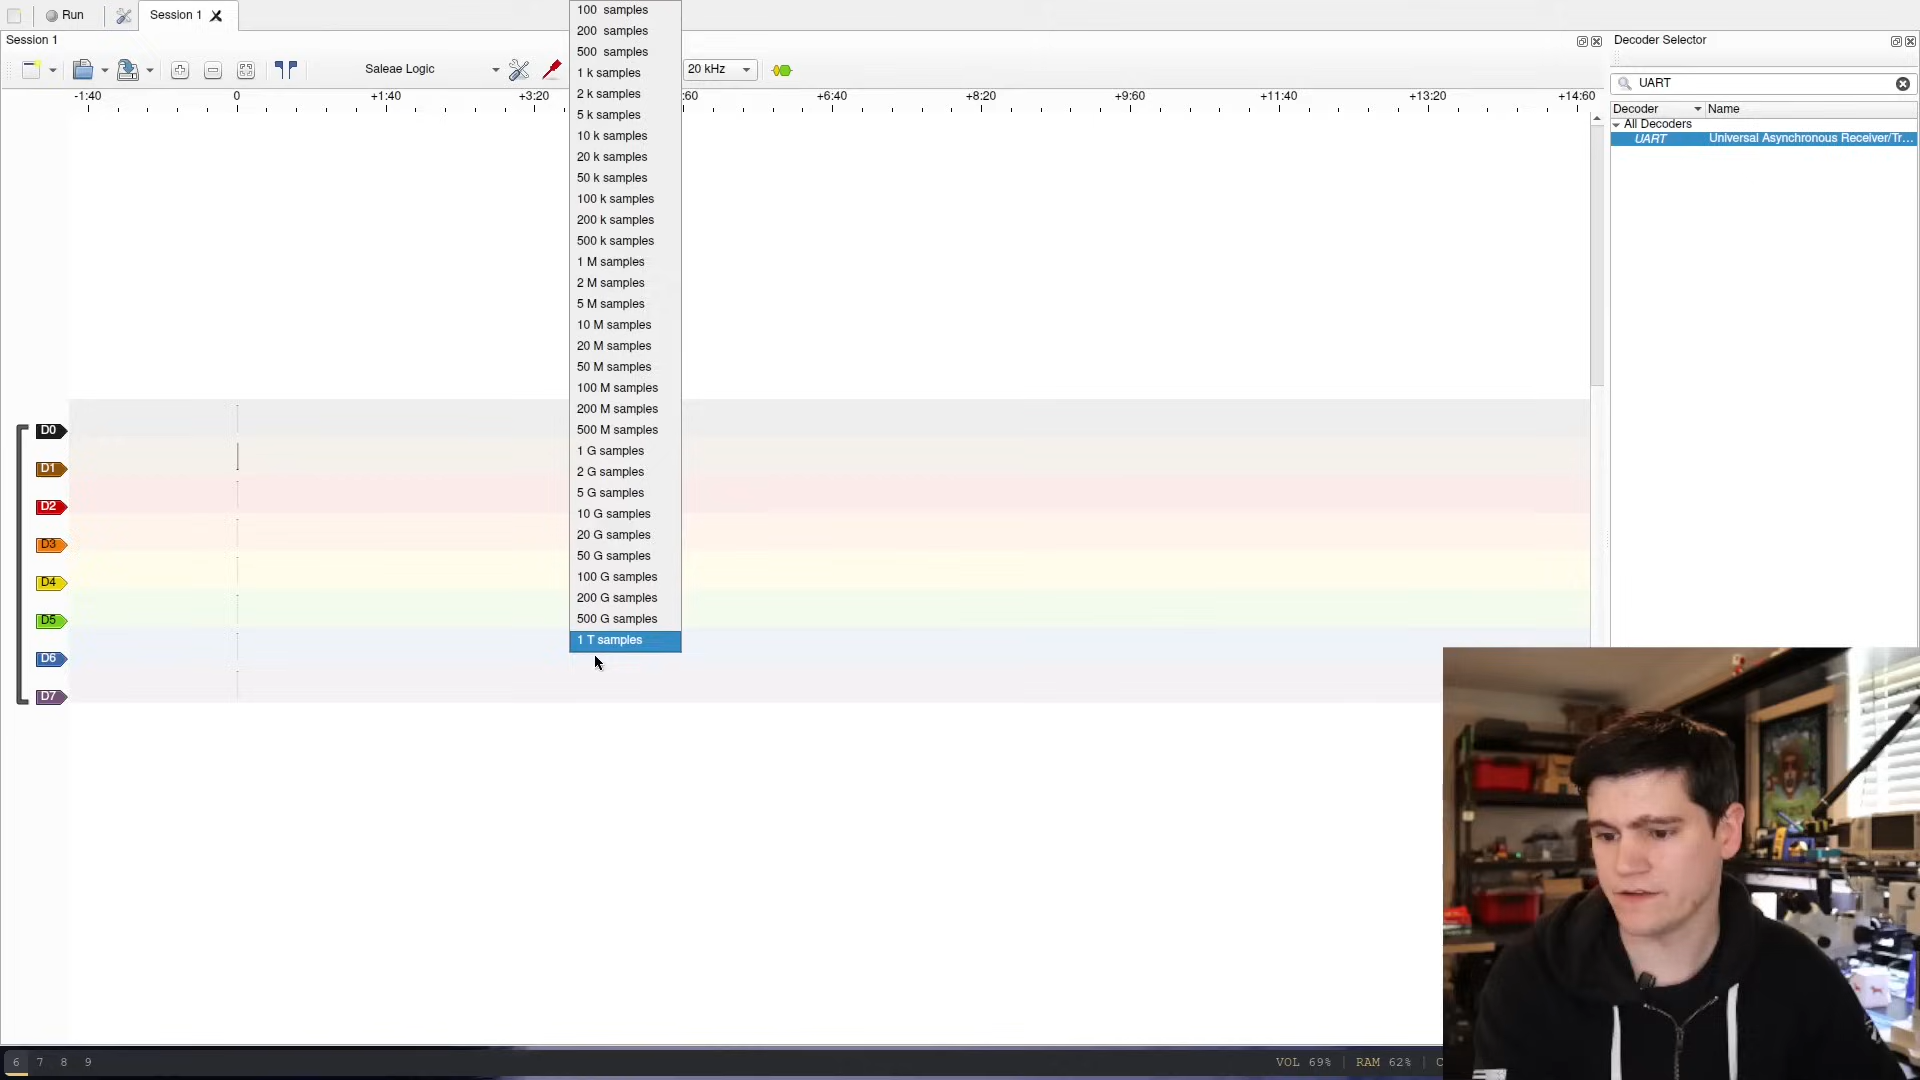 Run
Session 1
Session 1
Saleae Logic
20 kHz
Decoder Selector
UART
Decoder
Name
All Decoders
UART
Universal Asynchronous Receiver/Tr...
-1:40
0
+1:40
+3:20
:60
+6:40
+8:20
+9:60
+11:40
+13:20
+14:60
100 samples
200 samples
500 samples
1 k samples
2 k samples
5 k samples
10 k samples
20 k samples
50 k samples
100 k samples
200 k samples
500 k samples
1 M samples
2 M samples
5 M samples
10 M samples
20 M samples
50 M samples
100 M samples
200 M samples
500 M samples
1 G samples
2 G samples
5 G samples
10 G samples
20 G samples
50 G samples
100 G samples
200 G samples
500 G samples
1 T samples
D0
D1
D2
D3
D4
D5
D6
D7
6 7 8 9
VOL 69% | RAM 62% | C